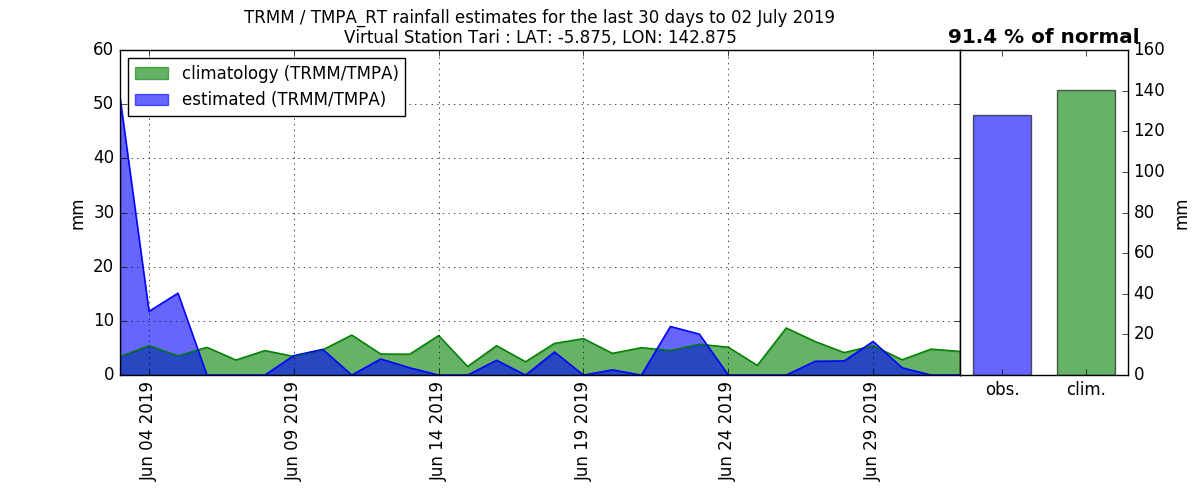 TRMM / TMPA_RT rainfall estimates for the last 30 days to 02 July 2019
Virtual Station Tari : LAT: -5.875, LON: 142.875
91.4 % of normal
climatology (TRMM/TMPA)
estimated (TRMM/TMPA)
mm
60
50
40
30
20
10
0
Jun 04 2019
Jun 09 2019
Jun 14 2019
Jun 19 2019
Jun 24 2019
Jun 29 2019
obs.
clim.
160
140
120
100
80
60
40
20
0
mm